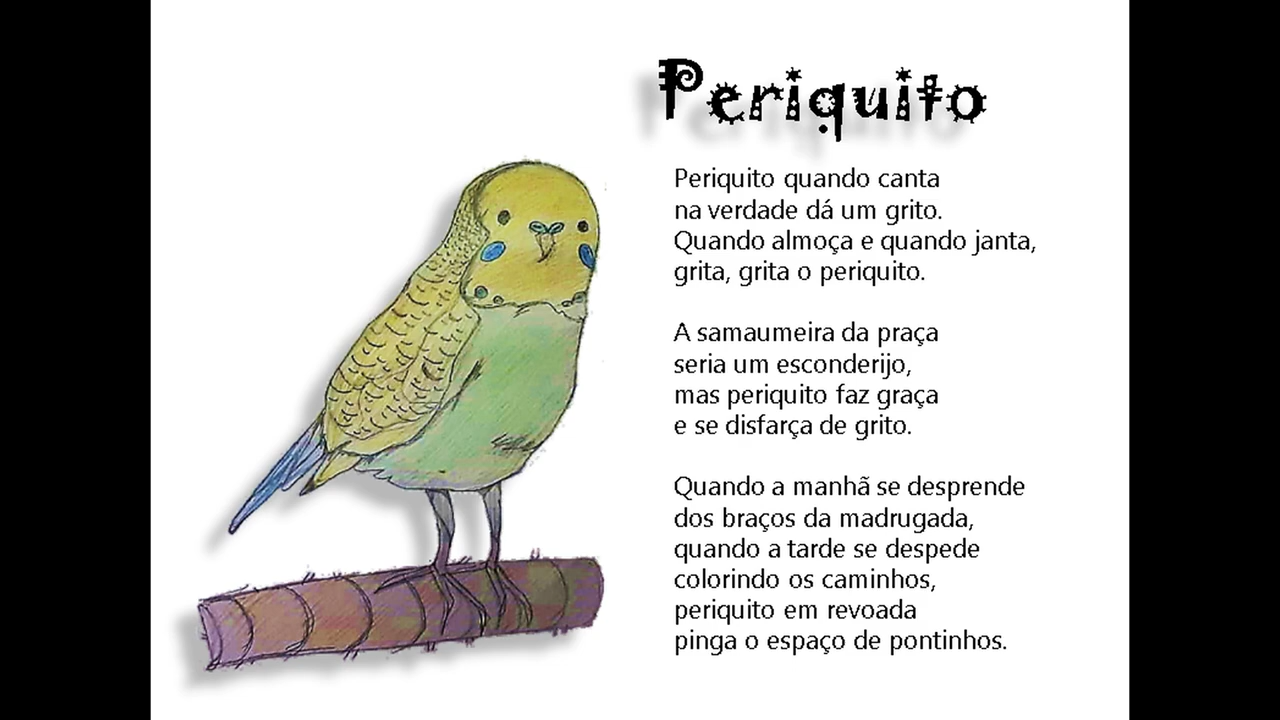 Periquito
Periquito quando canta
na verdade dá um grito.
Quando almoça e quando janta,
grita, grita o periquito.
A samaumeira da praça
seria um esconderijo,
mas periquito faz graça
e se disfarça de grito.
Quando a manhã se desprende
dos braços da madrugada,
quando a tarde se despede
colorindo os caminhos,
periquito em revoada
pinga o espaço de pontinhos.